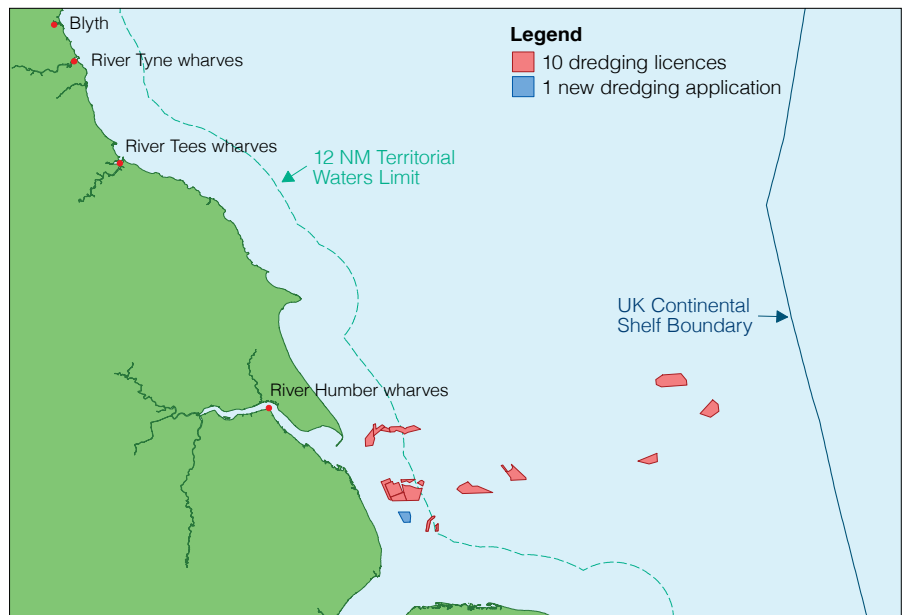 Blyth
River Tyne wharves
River Tees wharves
Legend
10 dredging licences
1 new dredging application
12 NM Territorial
Waters Limit
UK Continental
Shelf Boundary
River Humber wharves